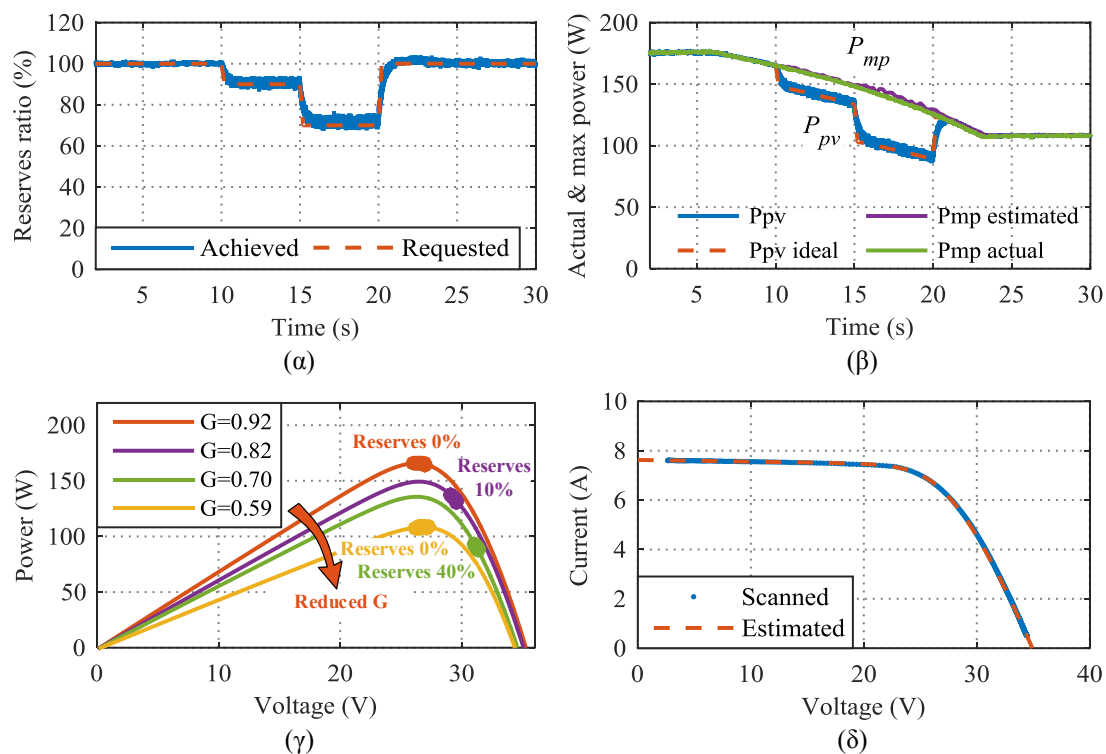 120
100
80
60
40
20
0
5 10 15 20 25 30
Reserves ratio (%)
Time (s)
Achieved Requested
(α)
200
150
100
50
0
5 10 15 20 25 30
Actual & max power (W)
Time (s)
P_mp
P_pv
Ppv Pmp estimated
Ppv ideal Pmp actual
(β)
200
150
100
50
0
0 10 20 30
Power (W)
Voltage (V)
G=0.92
G=0.82
G=0.70
G=0.59
Reserves 0%
Reserves
10%
Reserves 0%
Reserves 40%
Reduced G
(γ)
10
8
6
4
2
0
0 10 20 30 40
Current (A)
Voltage (V)
Scanned
Estimated
(δ)